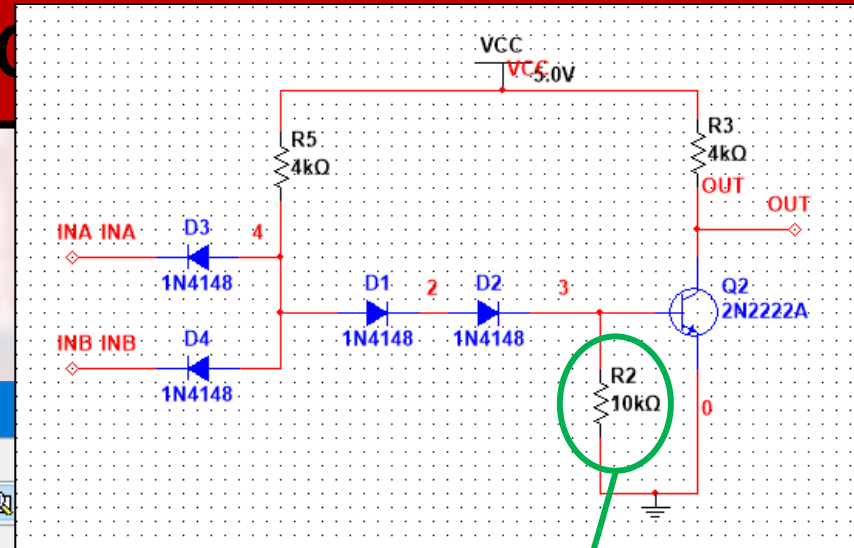 VCC
VCC
5.0V
R5
4kΩ
R3
4kΩ
OUT
OUT
INA INA
D3
4
1N4148
D1
2
D2
3
Q2
2N2222A
1N4148
1N4148
INB INB
D4
1N4148
R2
10kΩ
0